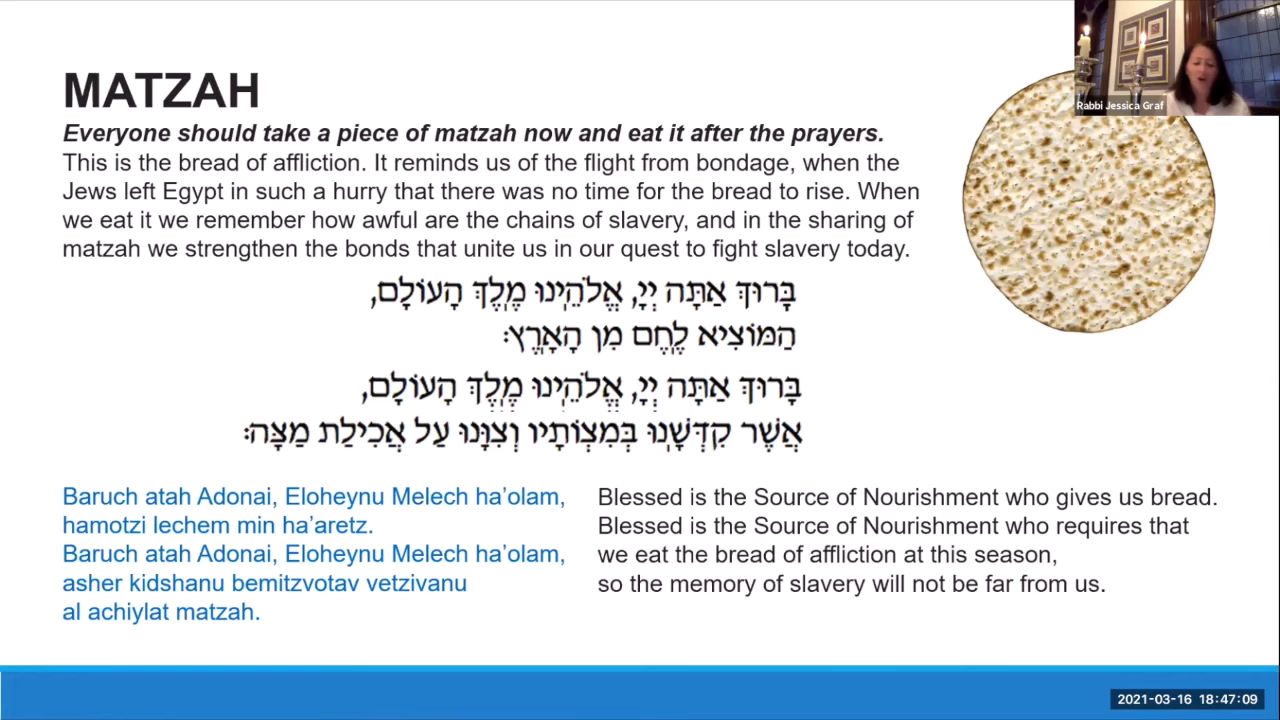 MATZAH
Everyone should take a piece of matzah now and eat it after the prayers.
This is the bread of affliction. It reminds us of the flight from bondage, when the
Jews left Egypt in such a hurry that there was no time for the bread to rise. When
we eat it we remember how awful are the chains of slavery, and in the sharing of
matzah we strengthen the bonds that unite us in our quest to fight slavery today.
בָּרוּךְ אַתָּה יְיָ, אֱלֹהֵֽינוּ מֶֽלֶךְ הָעוֹלָם,
הַמּוֹצִיא לֶֽחֶם מִן הָאָֽרֶץ:
בָּרוּךְ אַתָּה יְיָ, אֱלֹהֵֽינוּ מֶֽלֶךְ הָעוֹלָם,
אֲשֶׁר קִדְּשָֽׁנוּ בְּמִצְוֹתָיו וְצִוָּֽנוּ עַל אֲכִילַת מַצָּה:
Baruch atah Adonai, Eloheynu Melech ha’olam,
hamotzi lechem min ha’aretz.
Baruch atah Adonai, Eloheynu Melech ha’olam,
asher kidshanu bemitzvotav vetzivanu
al achiylat matzah.
Blessed is the Source of Nourishment who gives us bread.
Blessed is the Source of Nourishment who requires that
we eat the bread of affliction at this season,
so the memory of slavery will not be far from us.
Rabbi Jessica Graf
2021-03-16 18:47:09